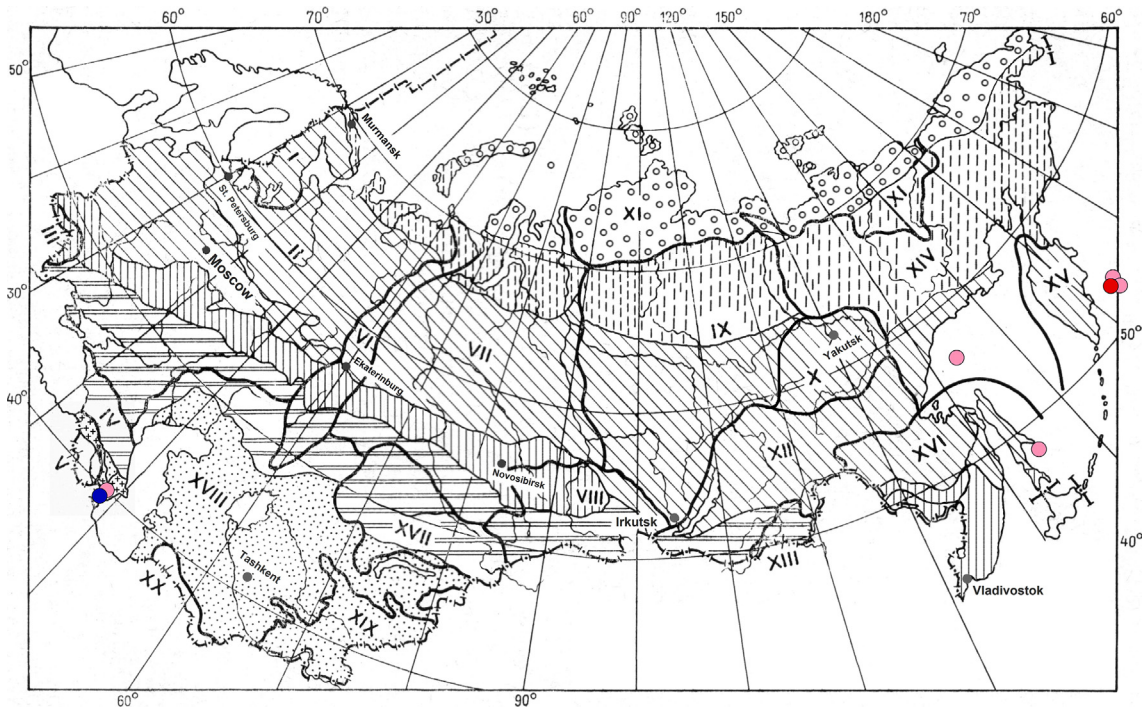 60° 70° 30° 60° 90° 120° 150° 180° 70° 60°
50°
30°
40°
50°
40°
60° 90°
Murmansk
I
St. Petersburg
II
Moscow
III
IV
V
VI
Ekaterinburg
VII
Novosibirsk
VIII
IX
X
Yakutsk
XI
XI
XII
XIII
XIV
XV
XVI
XVII
XVIII
XIX
XX
Tashkent
Irkutsk
Vladivostok